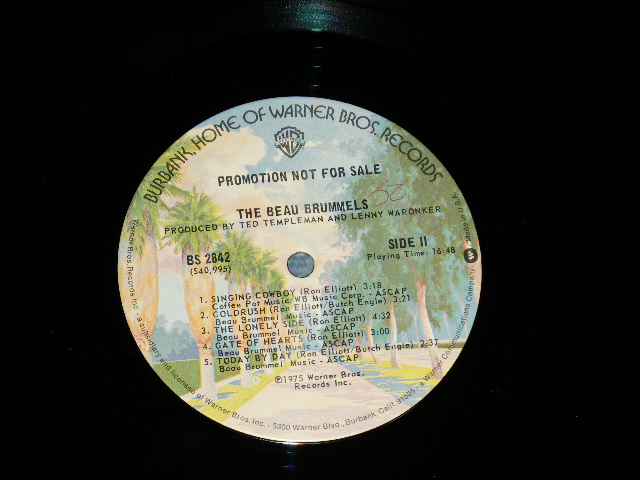 BURBANK, HOME OF WARNER BROS. RECORDS
PROMOTION NOT FOR SALE
THE BEAU BRUMMELS
50
PRODUCED BY TED TEMPLEMAN AND LENNY WARONKER
BS 2842
(S40,995)
SIDE II
Playing Time: 16:48
1. SINGING COWBOY (Ron Elliott) 3:18
Coffee Pot Music/WB Music Corp. - ASCAP
2. GOLDRUSH (Ron Elliott/Butch Engle) 3:21
Beau Brummel Music - ASCAP
3. THE LONELY SIDE (Ron Elliott) 4:32
Beau Brummel Music - ASCAP
4. GATE OF HEARTS (Ron Elliott) 3:00
Beau Brummel Music - ASCAP
5. TODAY BY DAY (Ron Elliott/Butch Engle) 2:37
Beau Brummel Music - ASCAP
©1975 Warner Bros.
Records Inc.
Warner Bros. Records Inc. - a subsidiary and licensee of Warner Bros. Inc. - 3300 Warner Blvd., Burbank, Calif. 91505 - a Warner Communications Company - Made in U.S.A.